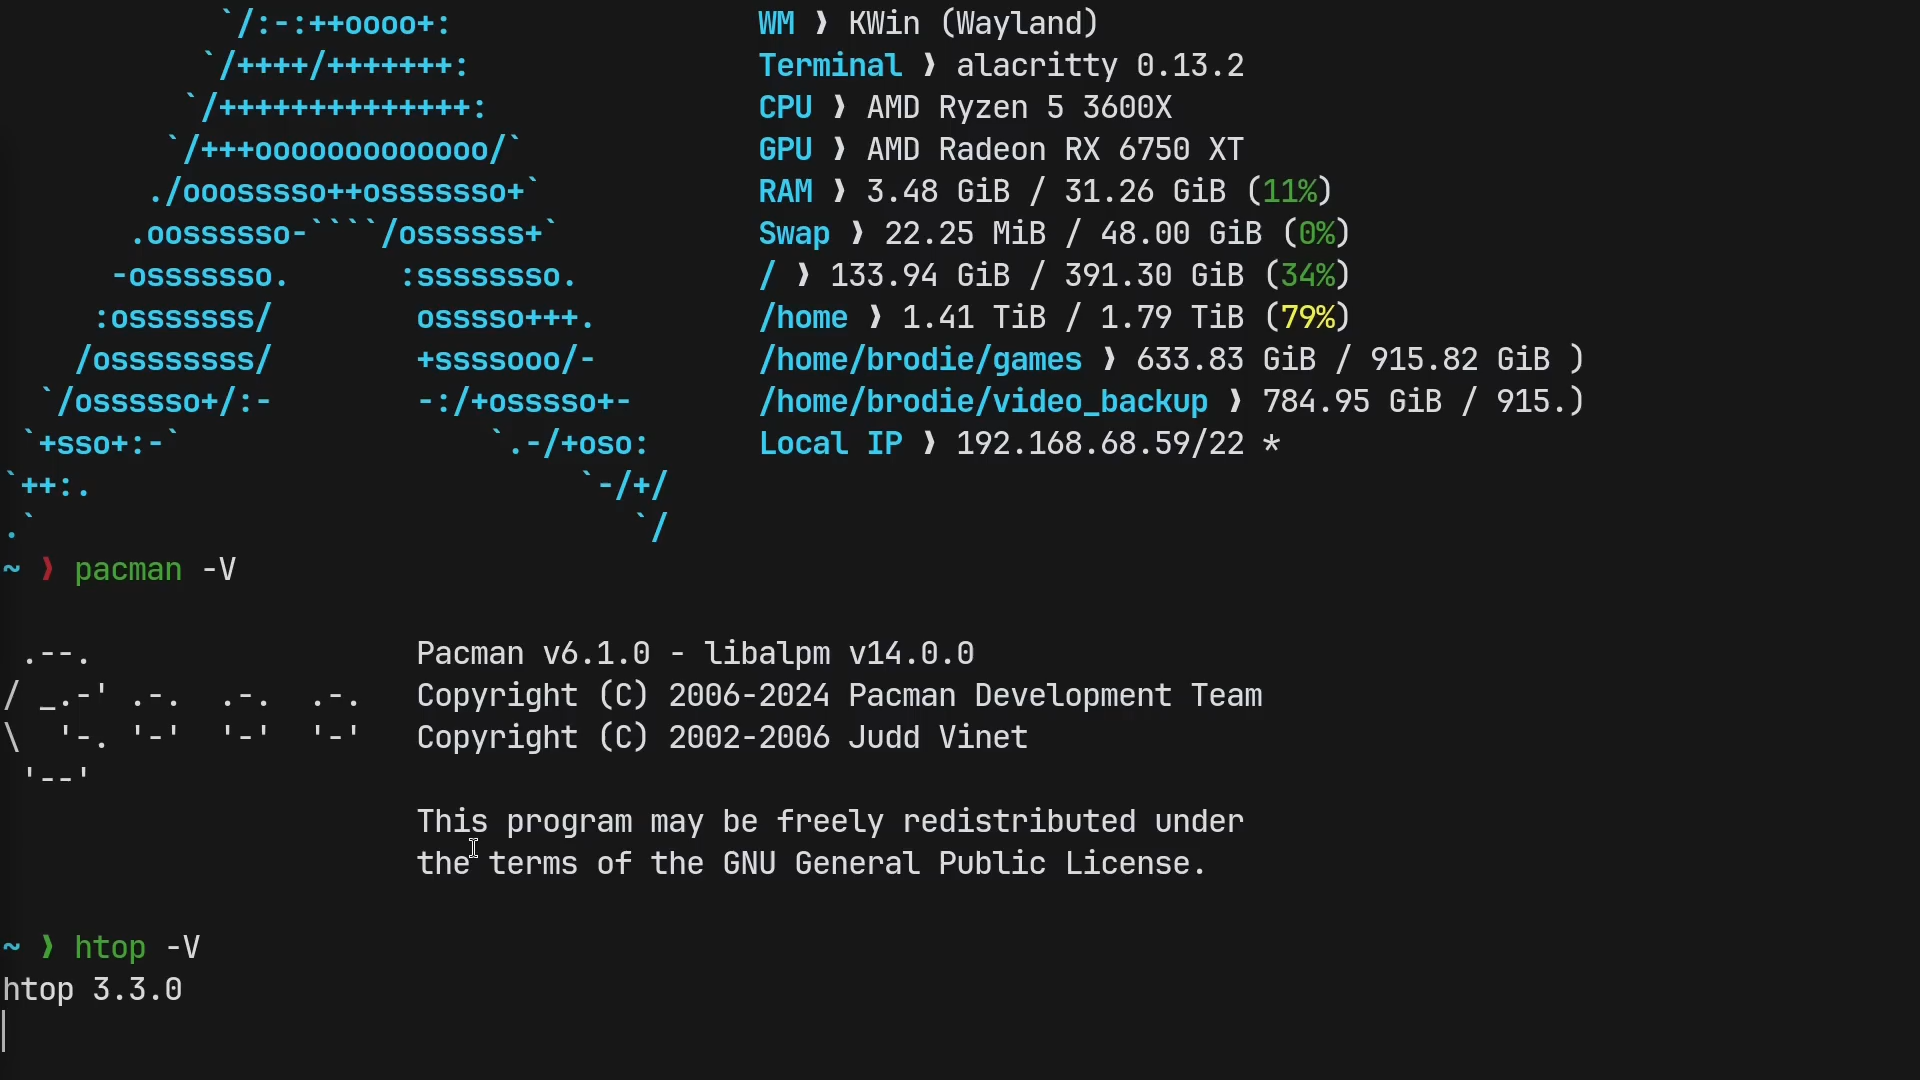 `/:-:++oooo+:                 WM ❱ KWin (Wayland)
`/++++/+++++++:                Terminal ❱ alacritty 0.13.2
`/++++++++++++++:               CPU ❱ AMD Ryzen 5 3600X
`/+++ooooooooooooo/`             GPU ❱ AMD Radeon RX 6750 XT
./ooosssso++osssssso+`            RAM ❱ 3.48 GiB / 31.26 GiB (11%)
.oossssso-````/ossssss+`           Swap ❱ 22.25 MiB / 48.00 GiB (0%)
-osssssso.      :ssssssso.          / ❱ 133.94 GiB / 391.30 GiB (34%)
:osssssss/        osssso+++.         /home ❱ 1.41 TiB / 1.79 TiB (79%)
/ossssssss/        +ssssooo/-         /home/brodie/games ❱ 633.83 GiB / 915.82 GiB )
`/ossssso+/:-        -:/+osssso+-       /home/brodie/video_backup ❱ 784.95 GiB / 915.)
`+sso+:-`                 `.-/+oso:      Local IP ❱ 192.168.68.59/22 *
`++:.                           `-/+/
.`                                 `/
~ ❱ pacman -V
.--.                  Pacman v6.1.0 - libalpm v14.0.0
/ _.-' .-.  .-.  .-.   Copyright (C) 2006-2024 Pacman Development Team
\  '-. '-'  '-'  '-'   Copyright (C) 2002-2006 Judd Vinet
'--'
This program may be freely redistributed under
the terms of the GNU General Public License.
~ ❱ htop -V
htop 3.3.0